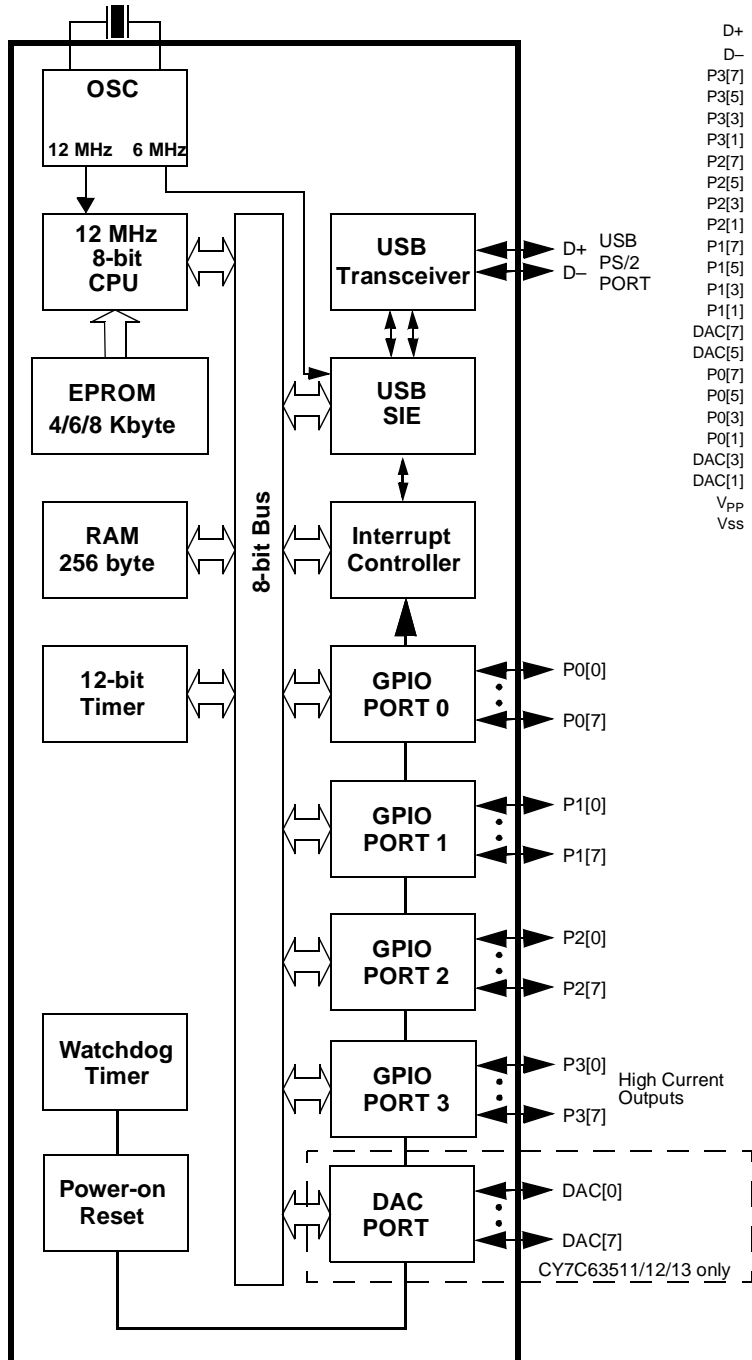 OSC
12 MHz 6 MHz
12 MHz
8-bit
CPU
EPROM
4/6/8 Kbyte
RAM
256 byte
12-bit
Timer
Watchdog
Timer
Power-on
Reset
8-bit Bus
USB
Transceiver
USB
SIE
Interrupt
Controller
GPIO
PORT 0
GPIO
PORT 1
GPIO
PORT 2
GPIO
PORT 3
DAC
PORT
D+ USB
PS/2
D–
PORT
P0[0]
P0[7]
P1[0]
P1[7]
P2[0]
P2[7]
P3[0]
High Current
Outputs
P3[7]
DAC[0]
DAC[7]
CY7C63511/12/13 only
D+
D–
P3[7]
P3[5]
P3[3]
P3[1]
P2[7]
P2[5]
P2[3]
P2[1]
P1[7]
P1[5]
P1[3]
P1[1]
DAC[7]
DAC[5]
P0[7]
P0[5]
P0[3]
P0[1]
DAC[3]
DAC[1]
VPP
Vss